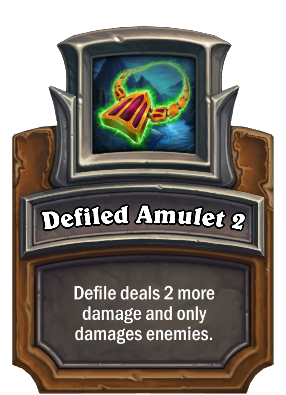 Defiled Amulet 2
Defile deals 2 more
damage and only
damages enemies.